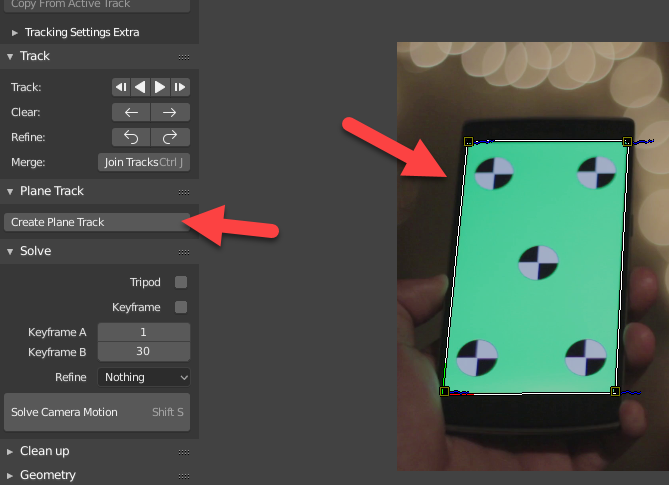 Copy From Active Track
Tracking Settings Extra
Track
Track:
Clear:
Refine:
Merge: Join Tracks Ctrl J
Plane Track
Create Plane Track
Solve
Tripod
Keyframe
Keyframe A 1
Keyframe B 30
Refine Nothing
Solve Camera Motion Shift S
Clean up
Geometry